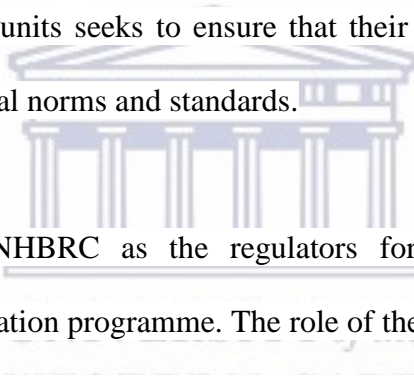 units seeks to ensure that their
al norms and standards.
NHBRC as the regulators for
ation programme. The role of the